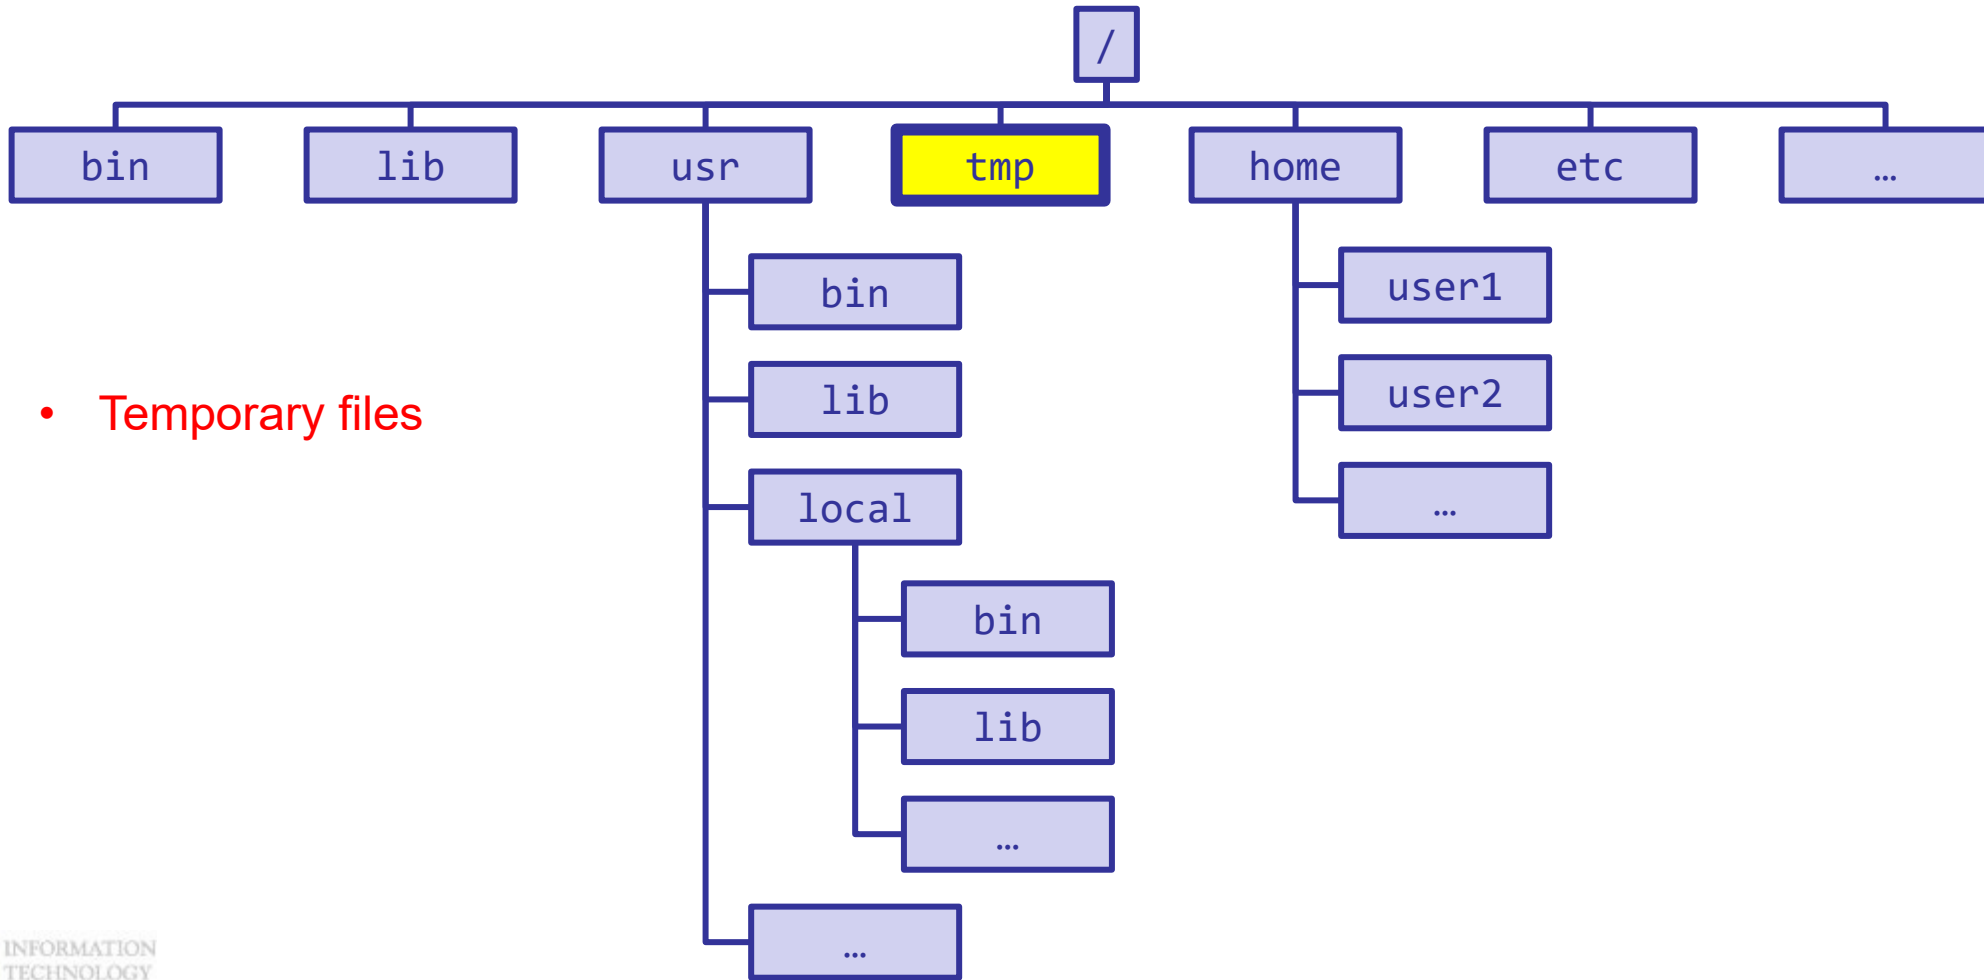 /
bin lib usr tmp home etc …
bin
lib
local
bin
lib
…
…
user1
user2
…
• Temporary files
INFORMATION
TECHNOLOGY